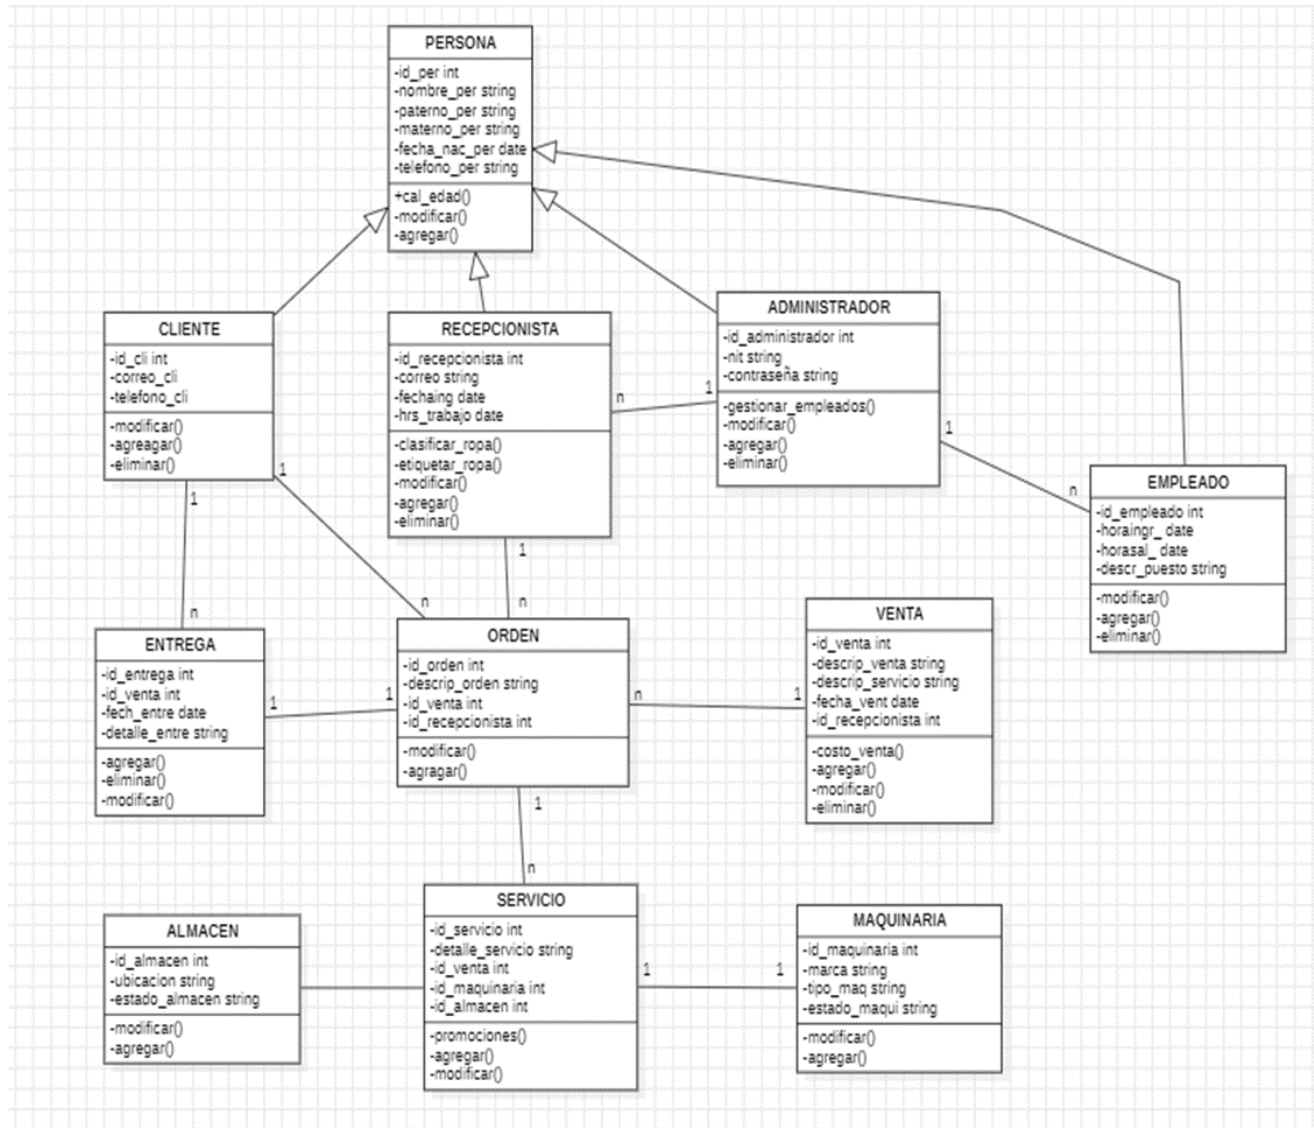 PERSONA
-id_per int
-nombre_per string
-paterno_per string
-materno_per string
-fecha_nac_per date
-telefono_per string
+cal_edad()
-modificar()
-agregar()
CLIENTE
-id_cli int
-correo_cli
-telefono_cli
-modificar()
-agreagar()
-eliminar()
1
1
n
RECEPCIONISTA
-id_recepcionista int
-correo string
-fechaing date
-hrs_trabajo date
-clasificar_ropa()
-etiquetar_ropa()
-modificar()
-agregar()
-eliminar()
n
1
1
n
n
ADMINISTRADOR
-id_administrador int
-nit string
-contraseña string
-gestionar_empleados()
-modificar()
-agregar()
-eliminar()
1
n
EMPLEADO
-id_empleado int
-horaingr_ date
-horasal_ date
-descr_puesto string
-modificar()
-agregar()
-eliminar()
ENTREGA
-id_entrega int
-id_venta int
-fech_entre date
-detalle_entre string
-agregar()
-eliminar()
-modificar()
1
1
ORDEN
-id_orden int
-descrip_orden string
-id_venta int
-id_recepcionista int
-modificar()
-agragar()
n
1
VENTA
-id_venta int
-descrip_venta string
-descrip_servicio string
-fecha_vent date
-id_recepcionista int
-costo_venta()
-agregar()
-modificar()
-eliminar()
1
n
ALMACEN
-id_almacen int
-ubicacion string
-estado_almacen string
-modificar()
-agregar()
SERVICIO
-id_servicio int
-detalle_servicio string
-id_venta int
-id_maquinaria int
-id_almacen int
-promociones()
-agregar()
-modificar()
1
1
MAQUINARIA
-id_maquinaria int
-marca string
-tipo_maq string
-estado_maqui string
-modificar()
-agregar()